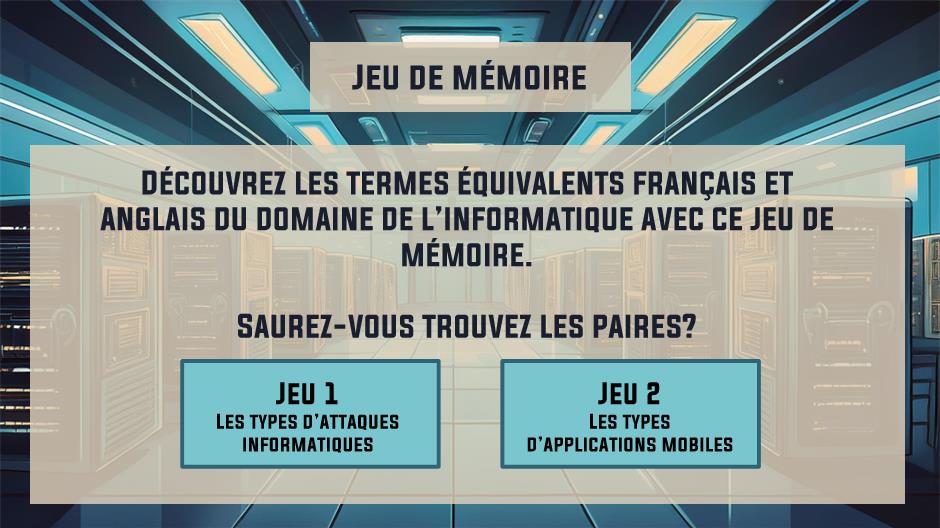 Jeu de mémoire
Découvrez les termes équivalents français et
anglais du domaine de l'informatique avec ce jeu de
mémoire.
Saurez-vous trouvez les paires?
Jeu 1
Les types d'attaques
informatiques
Jeu 2
Les types
d'applications mobiles